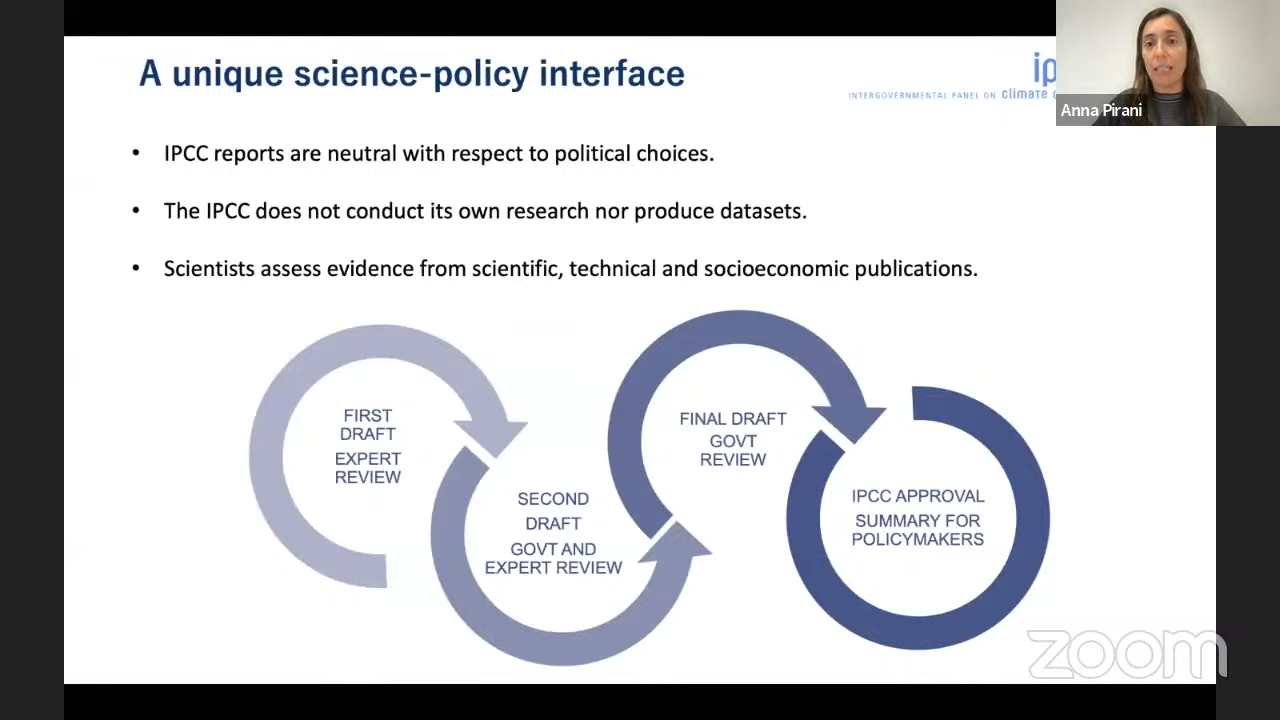 A unique science-policy interface
ip
INTERGOVERNMENTAL PANEL ON climate
Anna Pirani
• IPCC reports are neutral with respect to political choices.
• The IPCC does not conduct its own research nor produce datasets.
• Scientists assess evidence from scientific, technical and socioeconomic publications.
FIRST
DRAFT
EXPERT
REVIEW
SECOND
DRAFT
GOVT AND
EXPERT REVIEW
FINAL DRAFT
GOVT
REVIEW
IPCC APPROVAL
SUMMARY FOR
POLICYMAKERS
zoom